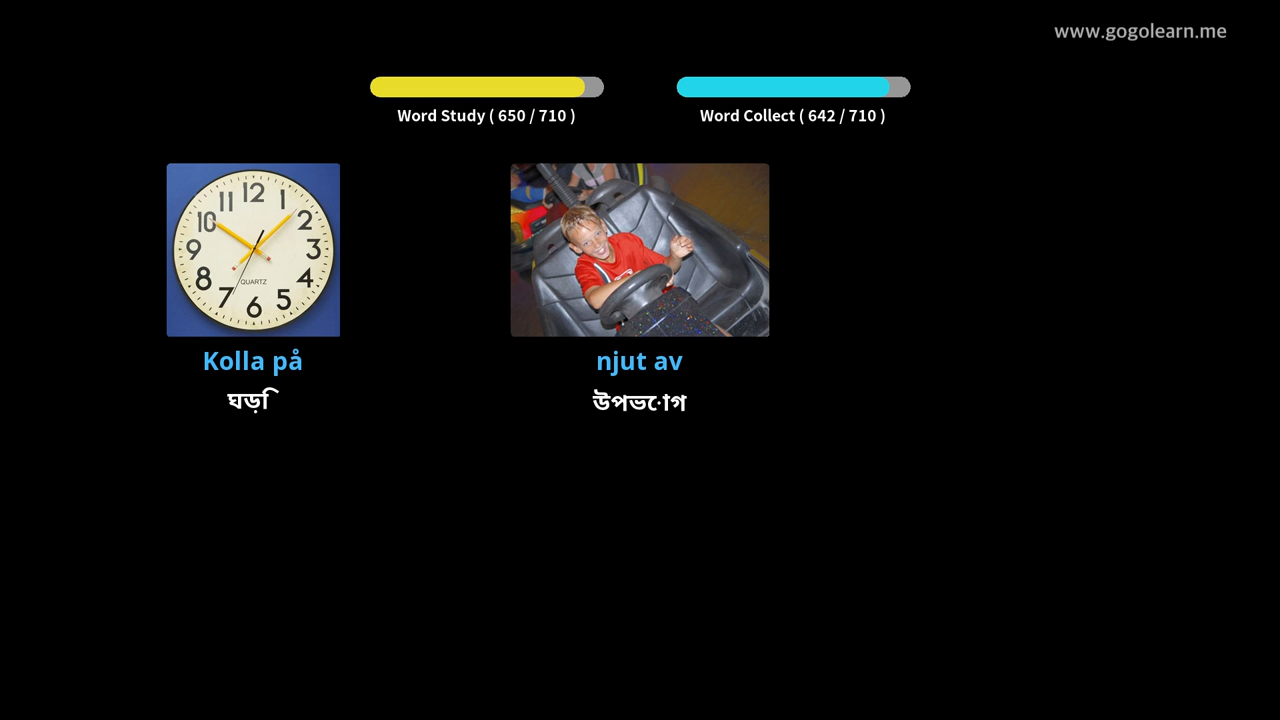 www.gogolearn.me
Word Study ( 650 / 710 )
Word Collect ( 642 / 710 )
12
1
2
3
4
5
6
7
8
9
10
11
QUARTZ
Kolla på
njut av
ঘড়ি
উপভোগ